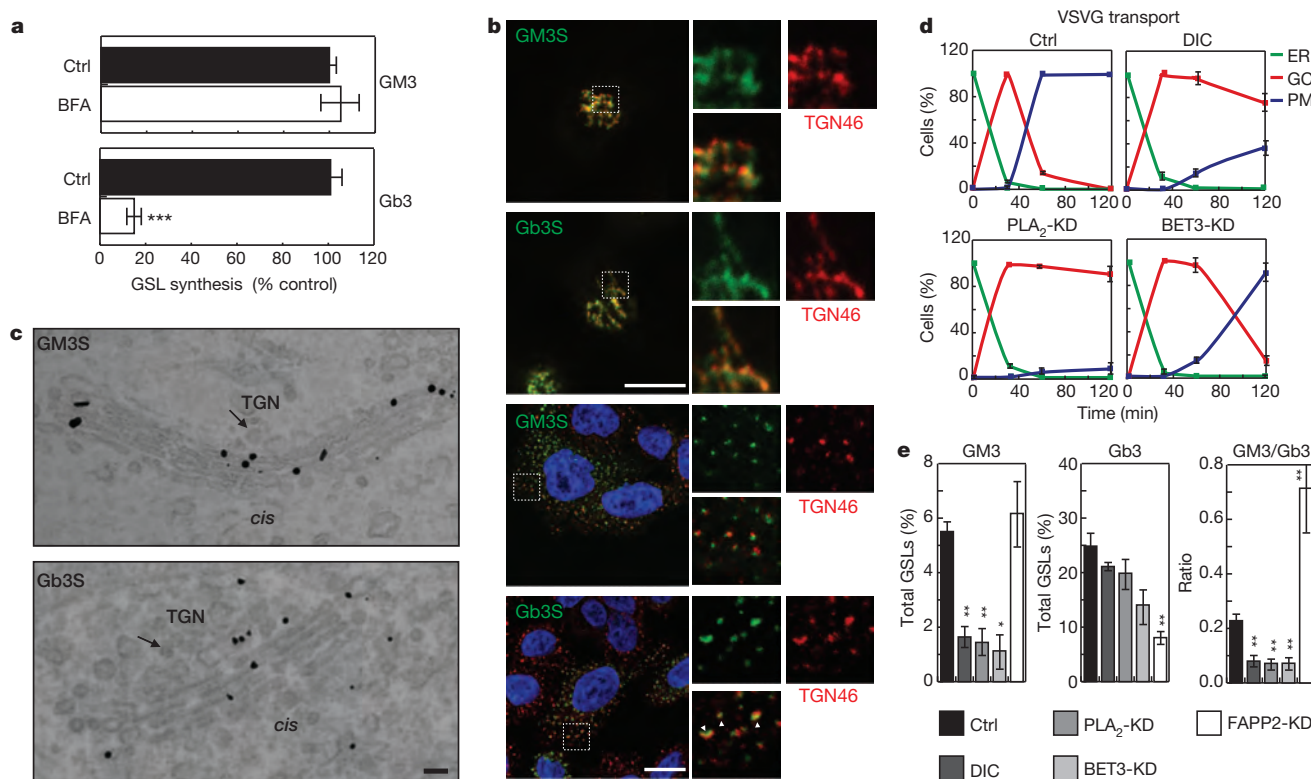 a
Ctrl
BFA
GM3
Ctrl
BFA
***
Gb3
0 20 40 60 80 100 120
GSL synthesis (% control)
b
GM3S
TGN46
Gb3S
TGN46
GM3S
TGN46
Gb3S
TGN46
c
GM3S
TGN
cis
Gb3S
TGN
cis
d
VSVG transport
Ctrl
DIC
120
100
Cells (%)
0
0 40 80 120
0 40 80 120
ER
GC
PM
PLA2-KD
BET3-KD
120
100
Cells (%)
0
0 40 80 120
0 40 80 120
Time (min)
e
GM3
Total GSLs (%)
8
6
4
2
0
** ** *
Gb3
Total GSLs (%)
40
30
20
10
0
**
GM3/Gb3
Ratio
0.8
0.6
0.4
0.2
0.0
** ** ** **
Ctrl
PLA2-KD
FAPP2-KD
DIC
BET3-KD